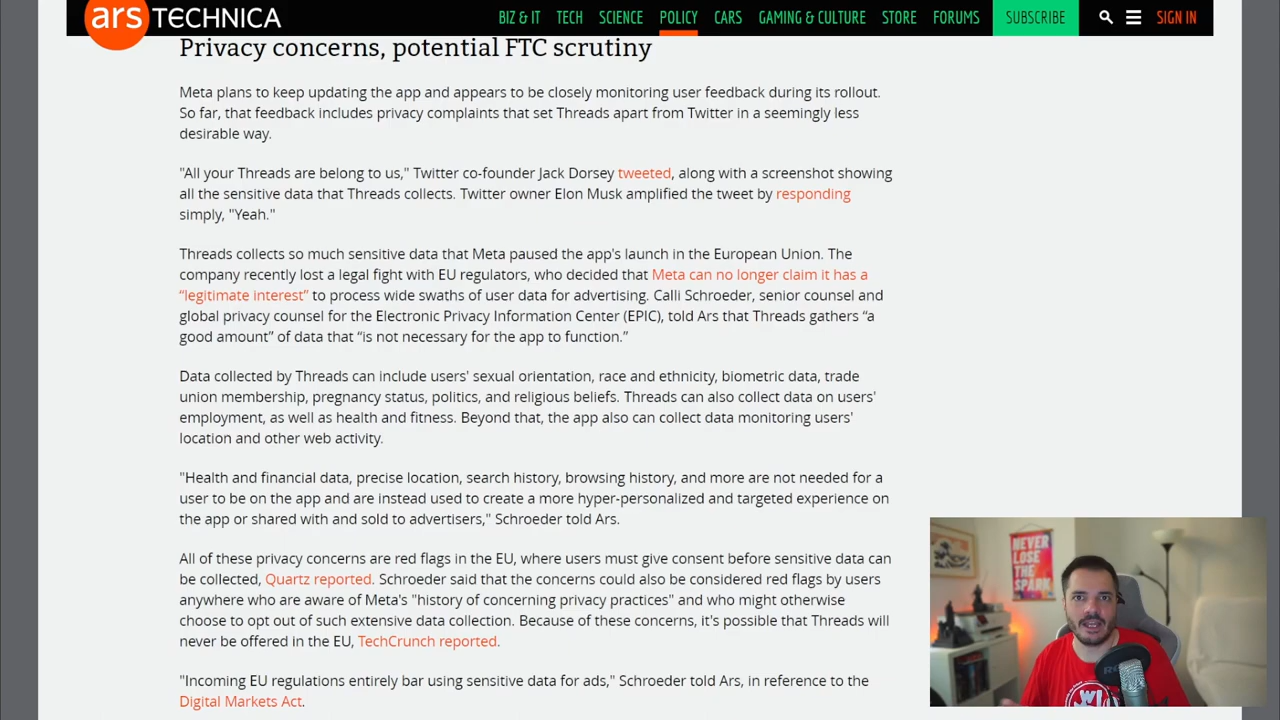 ars TECHNICA
BIZ & IT TECH SCIENCE POLICY CARS GAMING & CULTURE STORE FORUMS SUBSCRIBE SIGN IN
Privacy concerns, potential FTC scrutiny
Meta plans to keep updating the app and appears to be closely monitoring user feedback during its rollout.
So far, that feedback includes privacy complaints that set Threads apart from Twitter in a seemingly less
desirable way.
"All your Threads are belong to us," Twitter co-founder Jack Dorsey tweeted, along with a screenshot showing
all the sensitive data that Threads collects. Twitter owner Elon Musk amplified the tweet by responding
simply, "Yeah."
Threads collects so much sensitive data that Meta paused the app's launch in the European Union. The
company recently lost a legal fight with EU regulators, who decided that Meta can no longer claim it has a
“legitimate interest” to process wide swaths of user data for advertising. Calli Schroeder, senior counsel and
global privacy counsel for the Electronic Privacy Information Center (EPIC), told Ars that Threads gathers “a
good amount” of data that “is not necessary for the app to function.”
Data collected by Threads can include users' sexual orientation, race and ethnicity, biometric data, trade
union membership, pregnancy status, politics, and religious beliefs. Threads can also collect data on users'
employment, as well as health and fitness. Beyond that, the app also can collect data monitoring users'
location and other web activity.
"Health and financial data, precise location, search history, browsing history, and more are not needed for a
user to be on the app and are instead used to create a more hyper-personalized and targeted experience on
the app or shared with and sold to advertisers," Schroeder told Ars.
All of these privacy concerns are red flags in the EU, where users must give consent before sensitive data can
be collected, Quartz reported. Schroeder said that the concerns could also be considered red flags by users
anywhere who are aware of Meta's "history of concerning privacy practices" and who might otherwise
choose to opt out of such extensive data collection. Because of these concerns, it's possible that Threads will
never be offered in the EU, TechCrunch reported.
"Incoming EU regulations entirely bar using sensitive data for ads," Schroeder told Ars, in reference to the
Digital Markets Act.
NEVER
LOSE
THE
SPARK